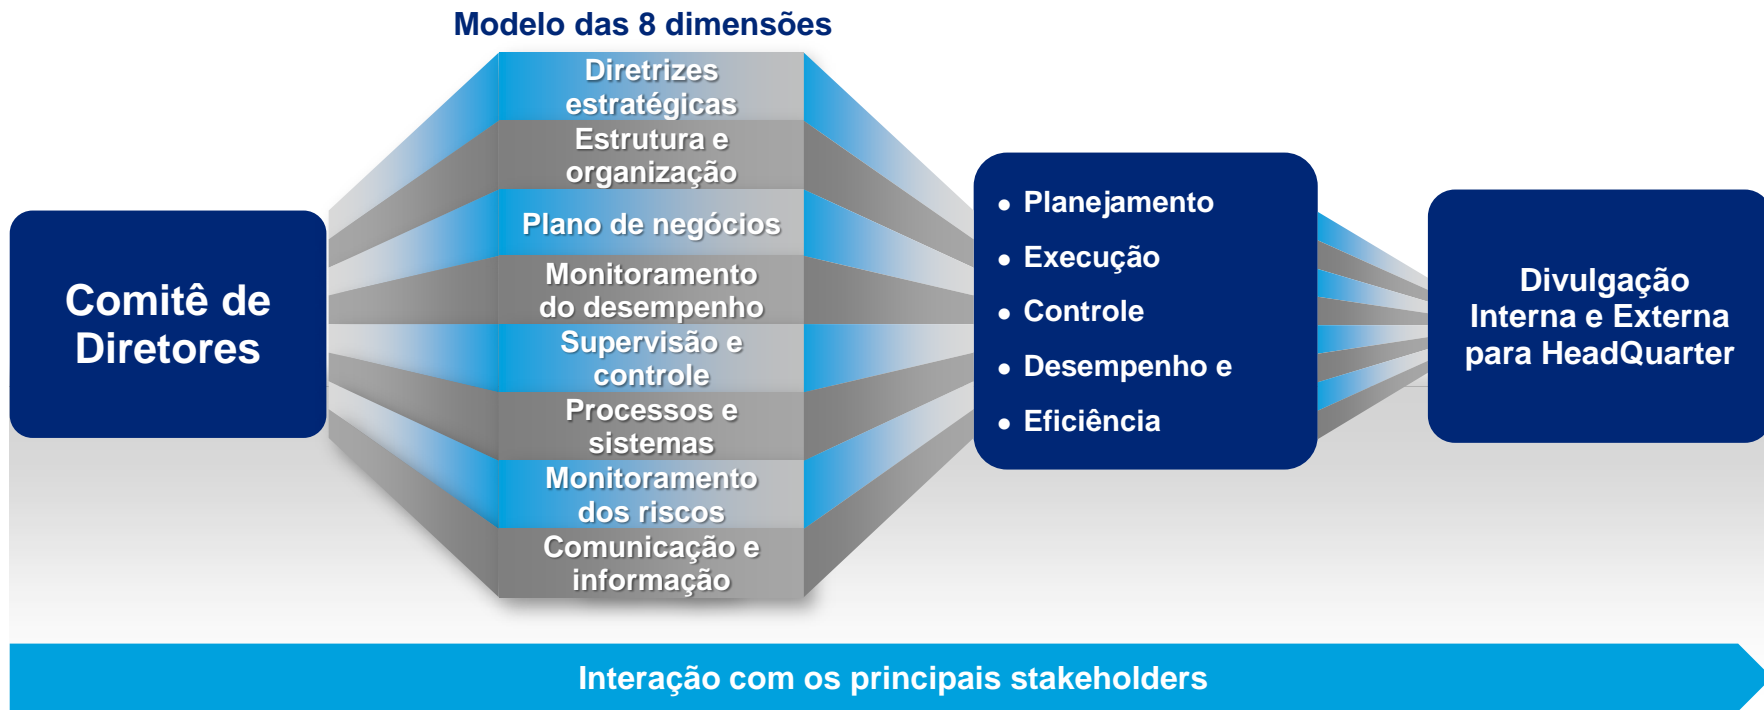 Modelo das 8 dimensões
Comitê de
Diretores
Diretrizes
estratégicas
Estrutura e
organização
Plano de negócios
Monitoramento
do desempenho
Supervisão e
controle
Processos e
sistemas
Monitoramento
dos riscos
Comunicação e
informação
• Planejamento
• Execução
• Controle
• Desempenho e
• Eficiência
Divulgação
Interna e Externa
para HeadQuarter
Interação com os principais stakeholders